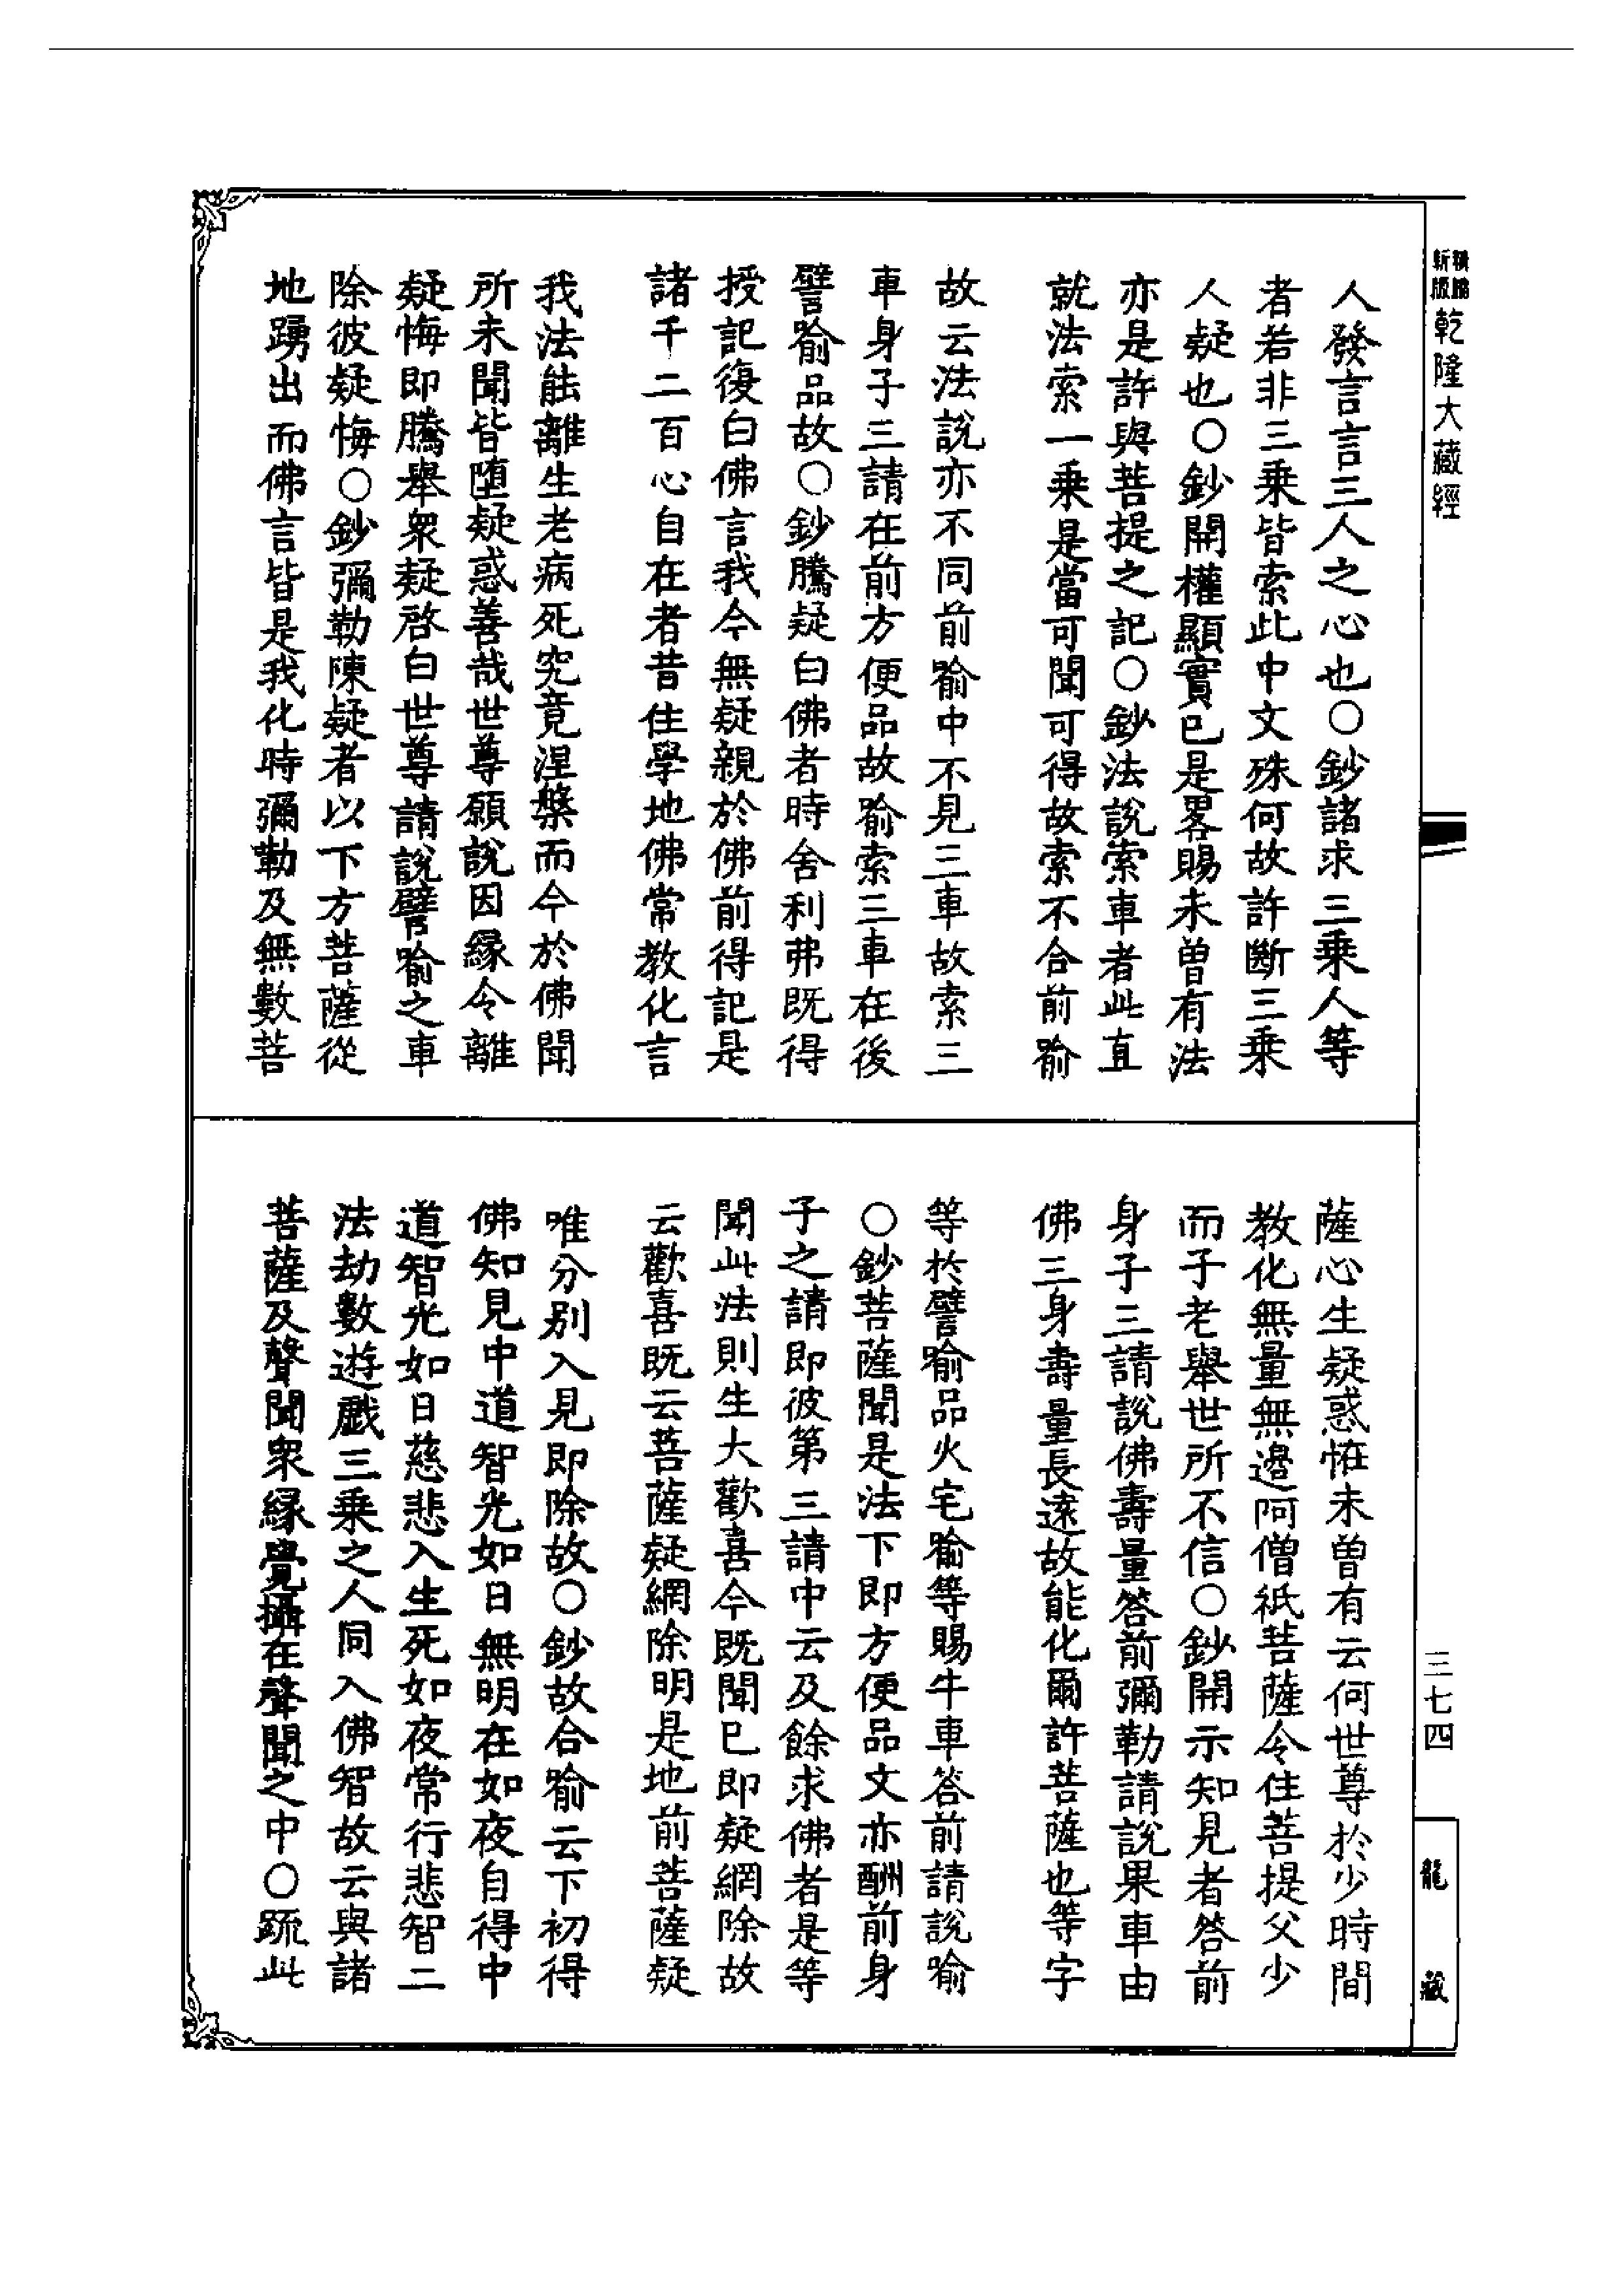 新版
乾隆大藏經
人發言言三人之心也〇鈔諸求三乘人等
者若非三乘皆索此中文殊何故許斷三乘
人疑也〇鈔開權顯實已是畧賜未曾有法
亦是許與菩提之記〇鈔法說索車者此直
就法索一乘是當可聞可得故索不合前喻
故云法說亦不同前喻中不見三車故索三
車身子三請在前方便品故喻索三車在後
譬喻品故〇鈔騰疑白佛者時舍利弗既得
授記復白佛言我今無疑親於佛前得記是
諸千二百心自在者昔住學地佛常教化言
我法能離生老病死究竟涅槃而今於佛聞
所未聞皆墮疑惑善哉世尊願說因緣令離
疑悔即騰舉衆疑啓白世尊請說譬喻之車
除彼疑悔〇鈔彌勒陳疑者以下方菩薩從
地踴出而佛言皆是我化時彌勒及無數菩
薩心生疑惑恠未曾有云何世尊於少時間
教化無量無邊阿僧祇菩薩令住菩提父少
而子老舉世所不信〇鈔開示知見者答前
身子三請說佛壽量答前彌勒請說果車由
佛三身壽量長遠故能化爾許菩薩也等字
等於譬喻品火宅喻等賜牛車答前請說喻
〇鈔菩薩聞是法下即方便品文亦酬前身
子之請即彼第三請中云及餘求佛者是等
聞此法則生大歡喜今既聞已即疑網除故
云歡喜既云菩薩疑網除明是地前菩薩疑
唯分別入見即除故〇鈔故合喻云下初得
佛知見中道智光如日無明在如夜自得中
道智光如日慈悲入生死如夜常行悲智二
法劫數遊戲三乘之人同入佛智故云與諸
菩薩及聲聞衆緣覺攝在聲聞之中〇疏此
三七四
龍藏